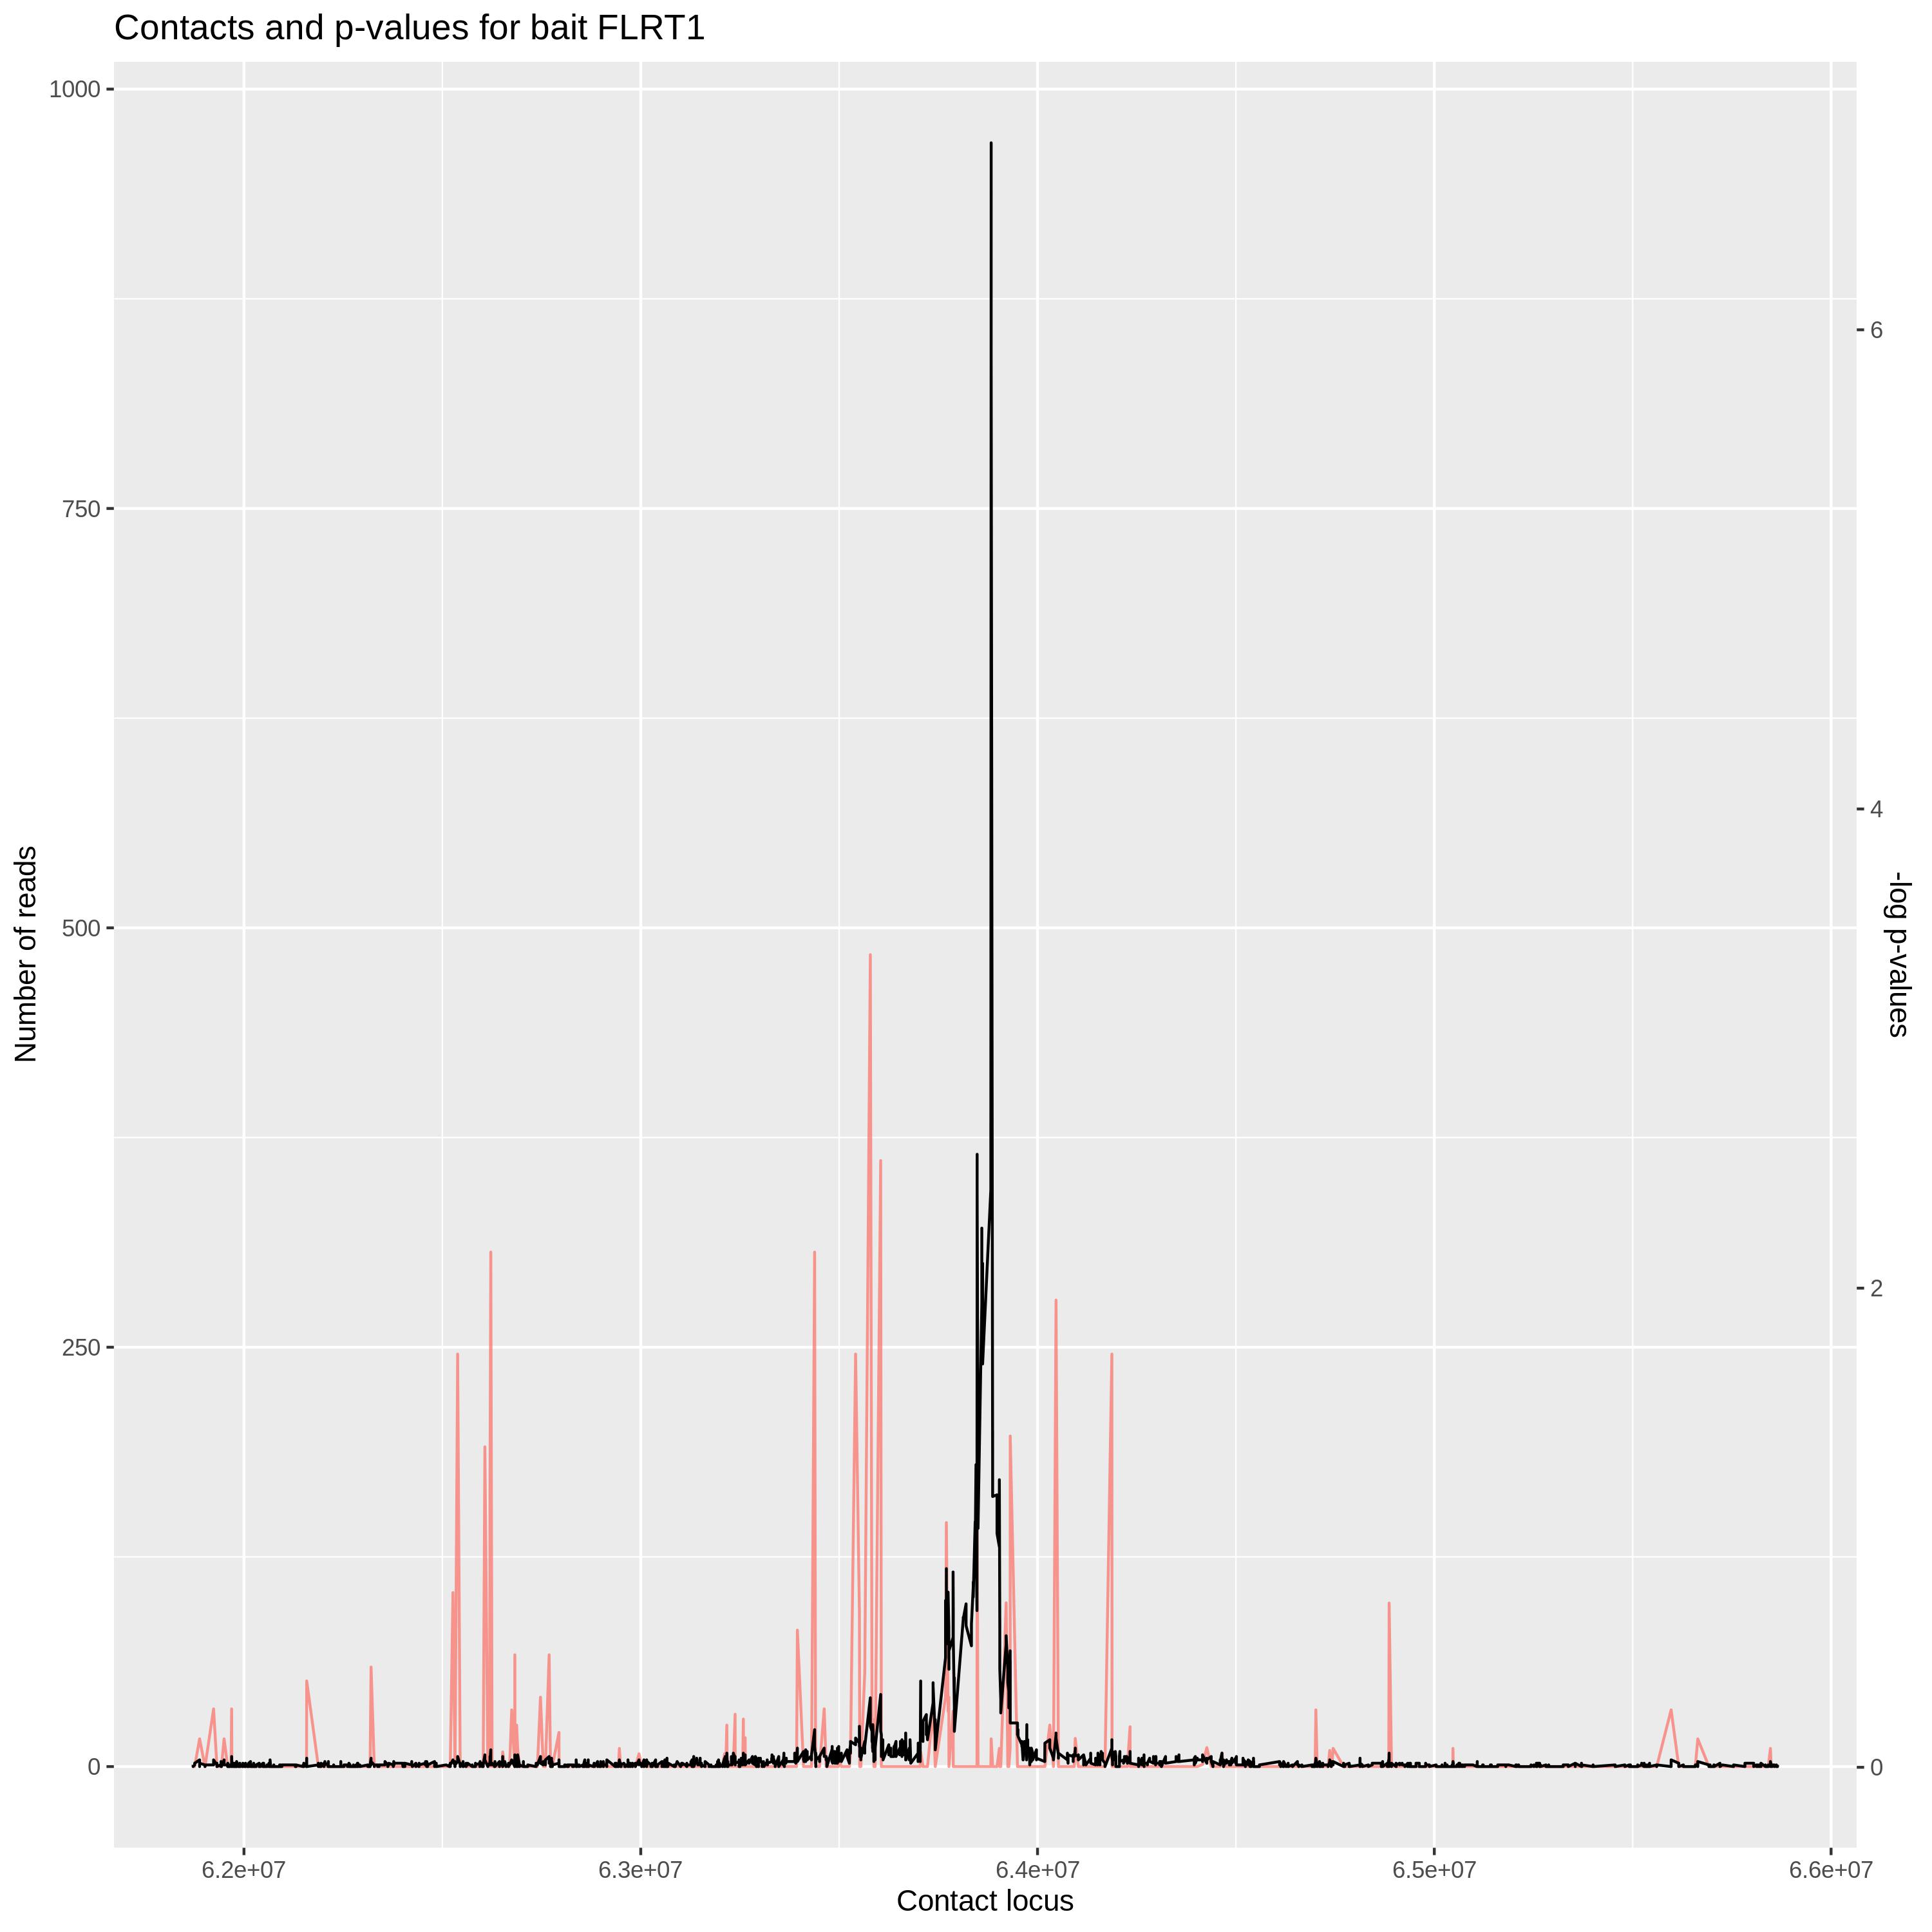 Contacts and p-values for bait FLRT1
1000
750
500
250
0
Number of reads
6
4
2
0
-log p-values
6.2e+07
6.3e+07
6.4e+07
6.5e+07
6.6e+07
Contact locus